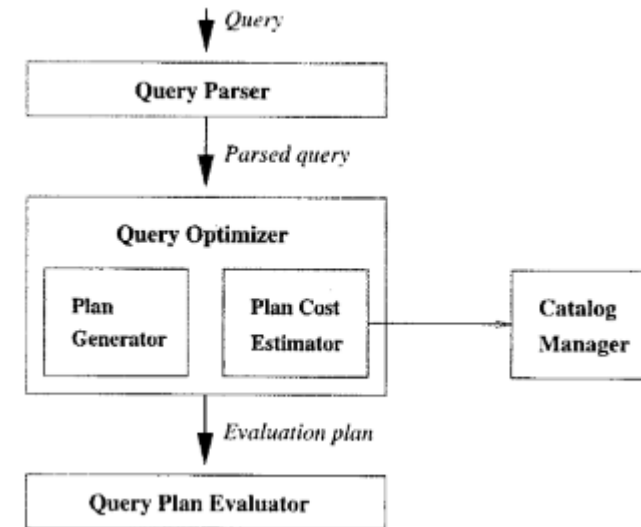 Query
Query Parser
Parsed query
Query Optimizer
Plan
Generator
Plan Cost
Estimator
Catalog
Manager
Evaluation plan
Query Plan Evaluator